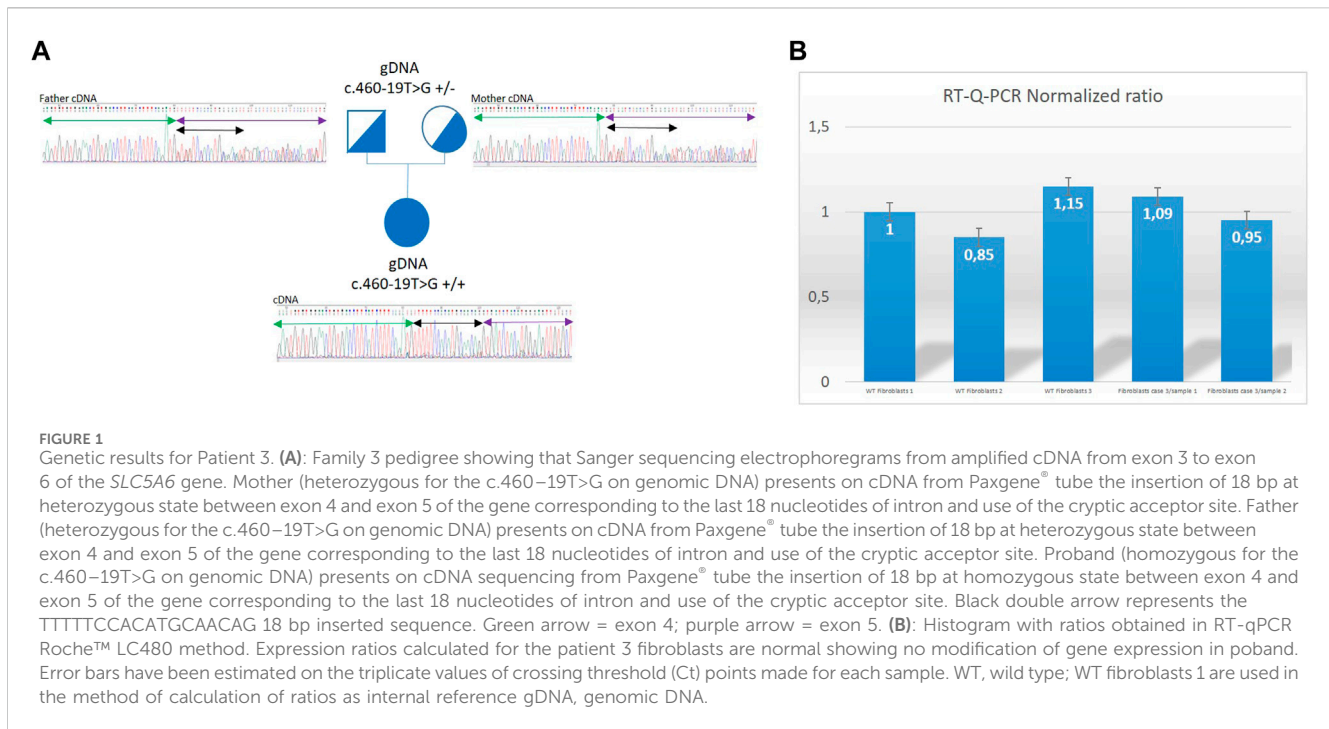 A
gDNA
c.460-19T>G +/-
Father cDNA
Mother cDNA
gDNA
c.460-19T>G +/+
cDNA
B
RT-Q-PCR Normalized ratio
1,5
1
0,5
0
1
0,85
1,15
1,09
0,95
WT Fibroblasts 1
WT Fibroblasts 2
WT Fibroblasts 3
Fibroblasts case 3/sample 1
Fibroblasts case 3/sample 2
FIGURE 1
Genetic results for Patient 3. (A): Family 3 pedigree showing that Sanger sequencing electrophoregrams from amplified cDNA from exon 3 to exon
6 of the SLC5A6 gene. Mother (heterozygous for the c.460–19T>G on genomic DNA) presents on cDNA from Paxgene® tube the insertion of 18 bp at
heterozygous state between exon 4 and exon 5 of the gene corresponding to the last 18 nucleotides of intron and use of the cryptic acceptor site. Father
(heterozygous for the c.460–19T>G on genomic DNA) presents on cDNA from Paxgene® tube the insertion of 18 bp at heterozygous state between
exon 4 and exon 5 of the gene corresponding to the last 18 nucleotides of intron and use of the cryptic acceptor site. Proband (homozygous for the
c.460–19T>G on genomic DNA) presents on cDNA sequencing from Paxgene® tube the insertion of 18 bp at homozygous state between exon 4 and
exon 5 of the gene corresponding to the last 18 nucleotides of intron and use of the cryptic acceptor site. Black double arrow represents the
TTTTTCCACATGCAACAG 18 bp inserted sequence. Green arrow = exon 4; purple arrow = exon 5. (B): Histogram with ratios obtained in RT-qPCR
Roche™ LC480 method. Expression ratios calculated for the patient 3 fibroblasts are normal showing no modification of gene expression in poband.
Error bars have been estimated on the triplicate values of crossing threshold (Ct) points made for each sample. WT, wild type; WT fibroblasts 1 are used in
the method of calculation of ratios as internal reference gDNA, genomic DNA.